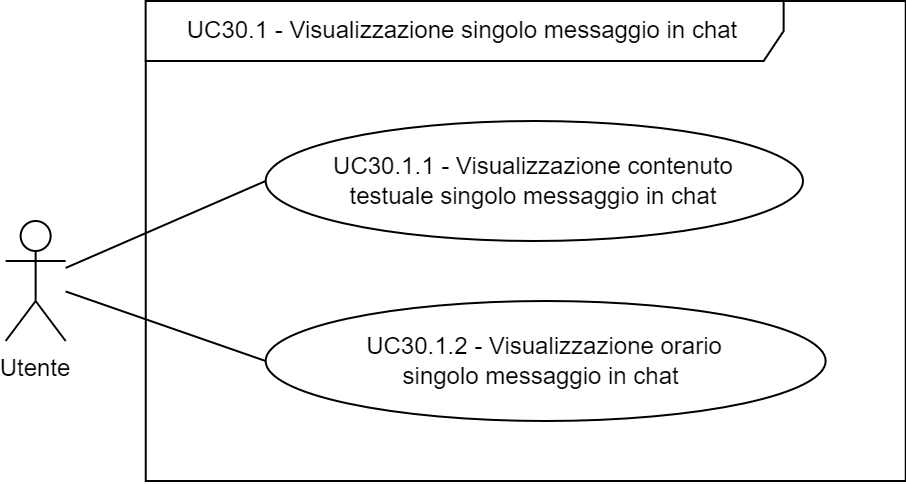 UC30.1 - Visualizzazione singolo messaggio in chat
UC30.1.1 - Visualizzazione contenuto
testuale singolo messaggio in chat
Utente
UC30.1.2 - Visualizzazione orario
singolo messaggio in chat